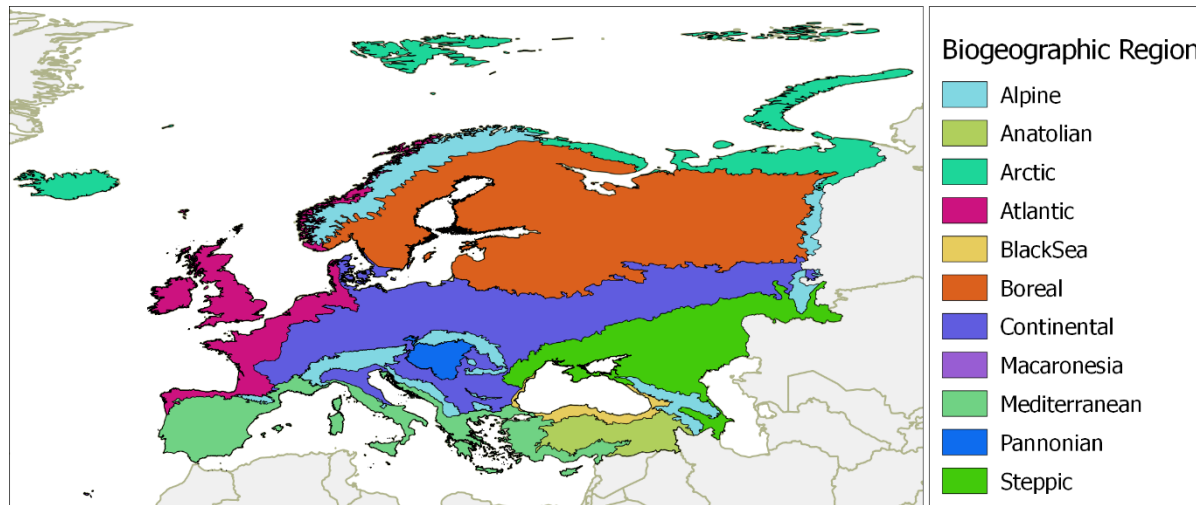 Biogeographic Region
Alpine
Anatolian
Arctic
Atlantic
BlackSea
Boreal
Continental
Macaronesia
Mediterranean
Pannonian
Steppic